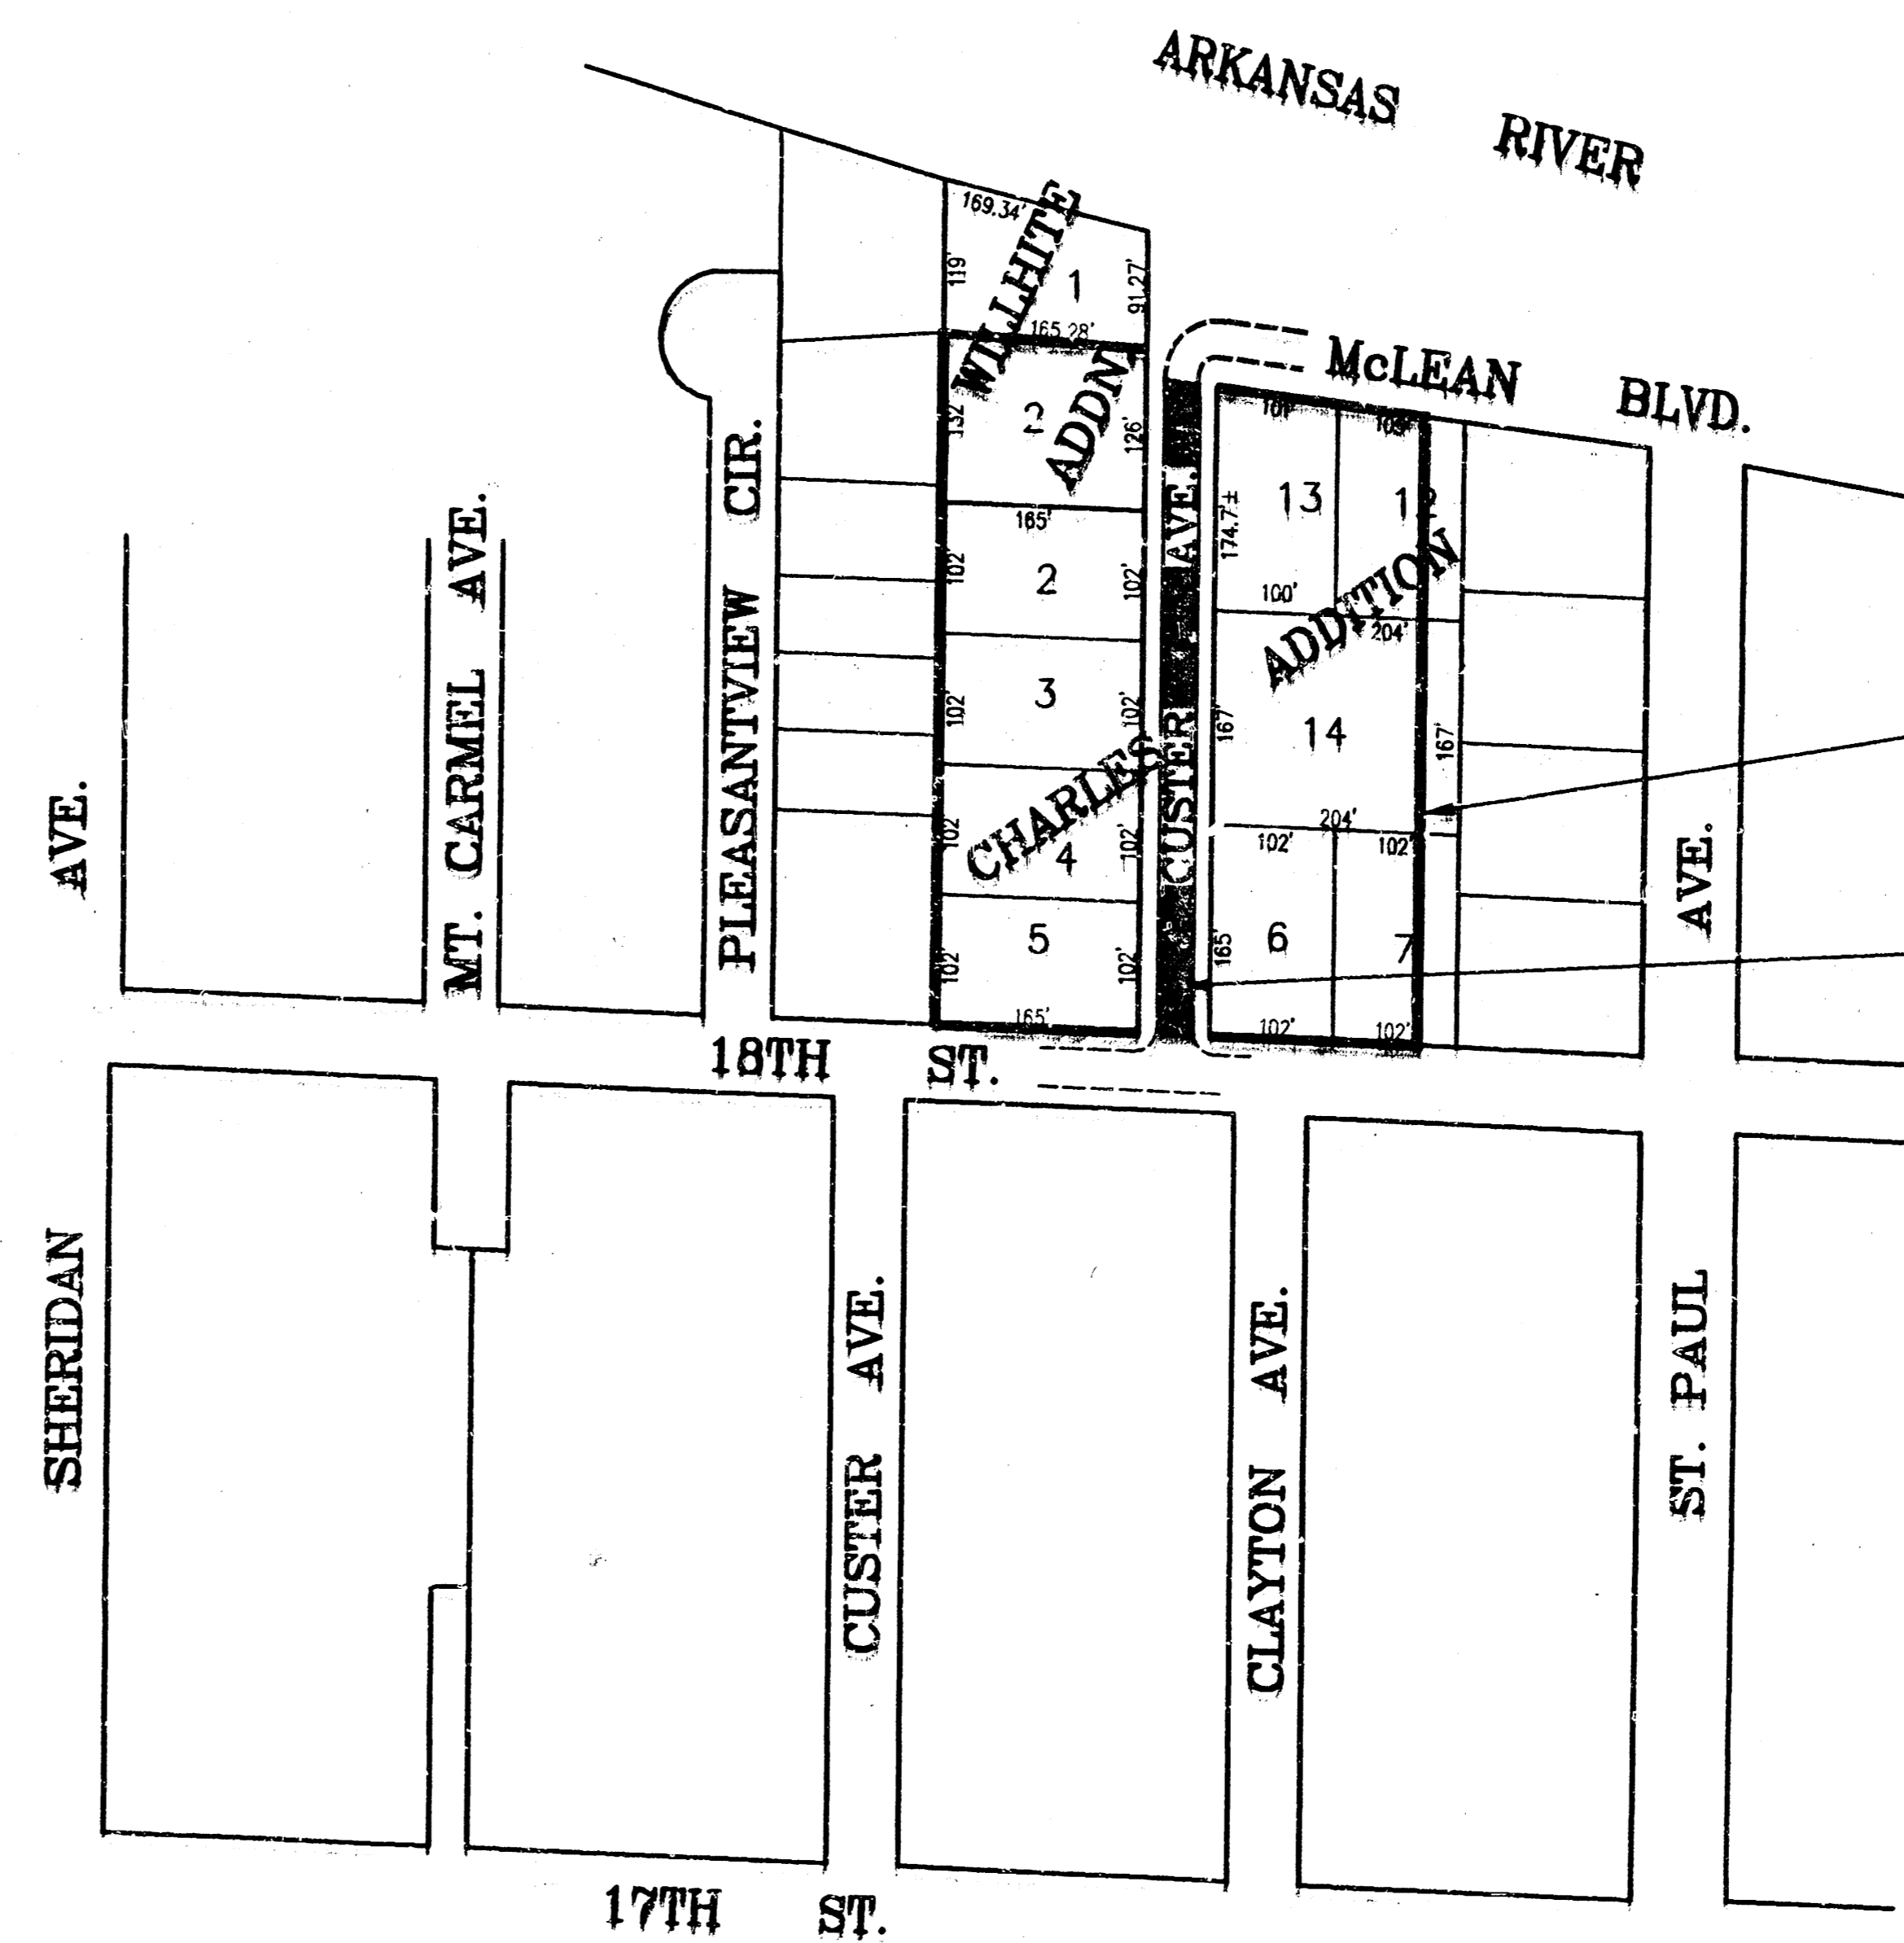 ARKANSAS RIVER
169.34'
119'
1
91.27'
165.28'
WILLHITE
ADDN.
McLEAN BLVD.
132'
2
126'
165'
101'
13
12
174.7'±
100'
204'
102'
2
102'
102'
3
102'
CHARLES
ADDITION
102'
4
102'
102'
5
102'
165'
CUSTER AVE.
167'
14
167'
204'
102'
102'
165'
6
7
102'
102'
PLEASANTVIEW CIR.
MT. CARMEL AVE.
SHERIDAN AVE.
ST. PAUL AVE.
18TH ST.
CUSTER AVE.
CLAYTON AVE.
17TH ST.